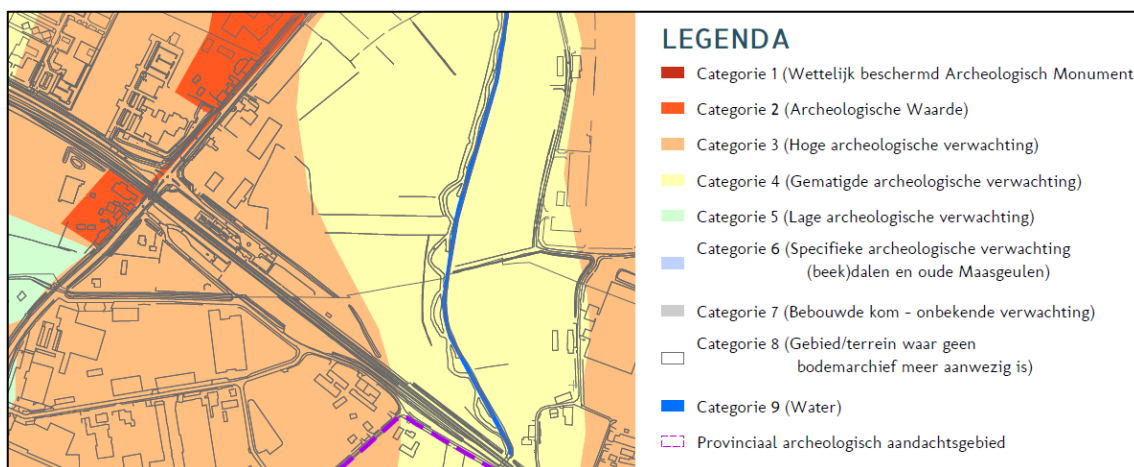 LEGENDA
Categorie 1 (Wettelijk beschermd Archeologisch Monument
Categorie 2 (Archeologische Waarde)
Categorie 3 (Hoge archeologische verwachting)
Categorie 4 (Gematigde archeologische verwachting)
Categorie 5 (Lage archeologische verwachting)
Categorie 6 (Specifieke archeologische verwachting
(beek)dalen en oude Maasgeulen)
Categorie 7 (Bebouwde kom - onbekende verwachting)
Categorie 8 (Gebied/terrein waar geen
bodemarchief meer aanwezig is)
Categorie 9 (Water)
Provinciaal archeologisch aandachtsgebied